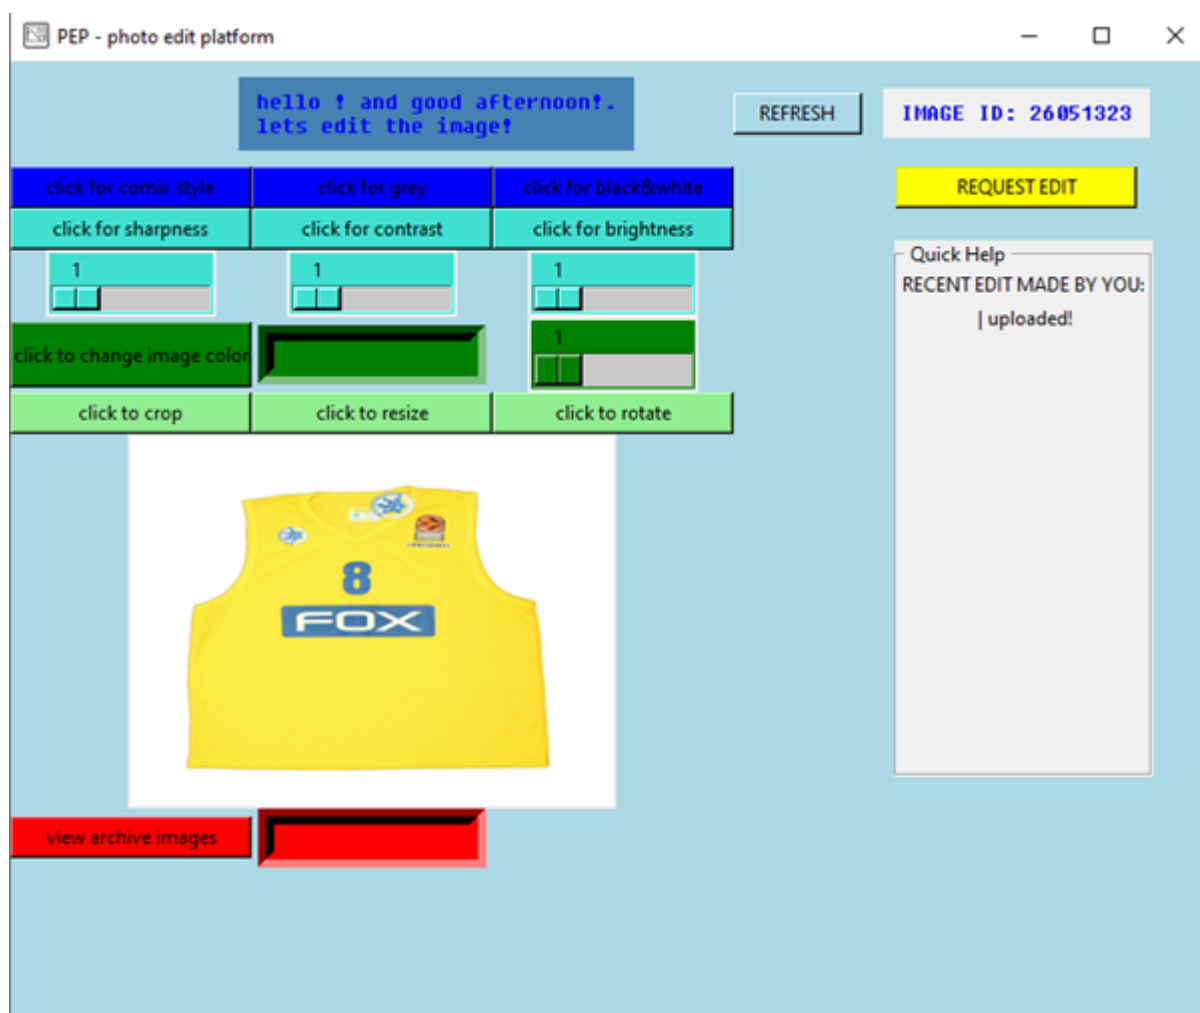 PEP - photo edit platform
hello ! and good afternoon!.
lets edit the image!
REFRESH
IMAGE ID: 26051323
click for comix style
click for grey
click for black&white
REQUEST EDIT
click for sharpness
click for contrast
click for brightness
1
1
1
Quick Help
RECENT EDIT MADE BY YOU:
| uploaded!
click to change image color
1
click to crop
click to resize
click to rotate
8
FOX
view archive images